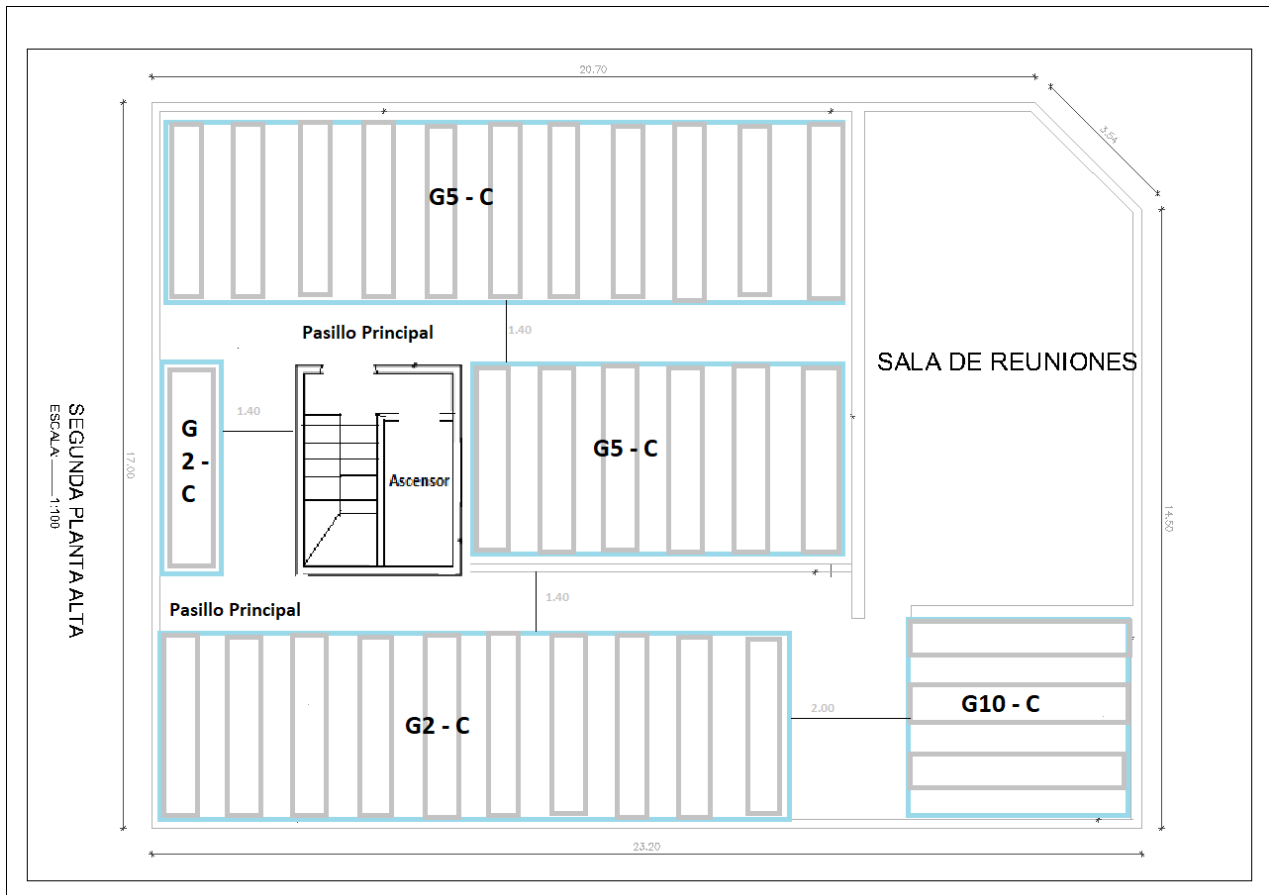 20.70
3.54
G5 - C
Pasillo Principal
1.40
SALA DE REUNIONES
G
2 -
C
1.40
Ascensor
G5 - C
17.00
14.50
SEGUNDA PLANTA ALTA
ESCALA: 1:100
1.40
Pasillo Principal
G2 - C
2.00
G10 - C
23.20